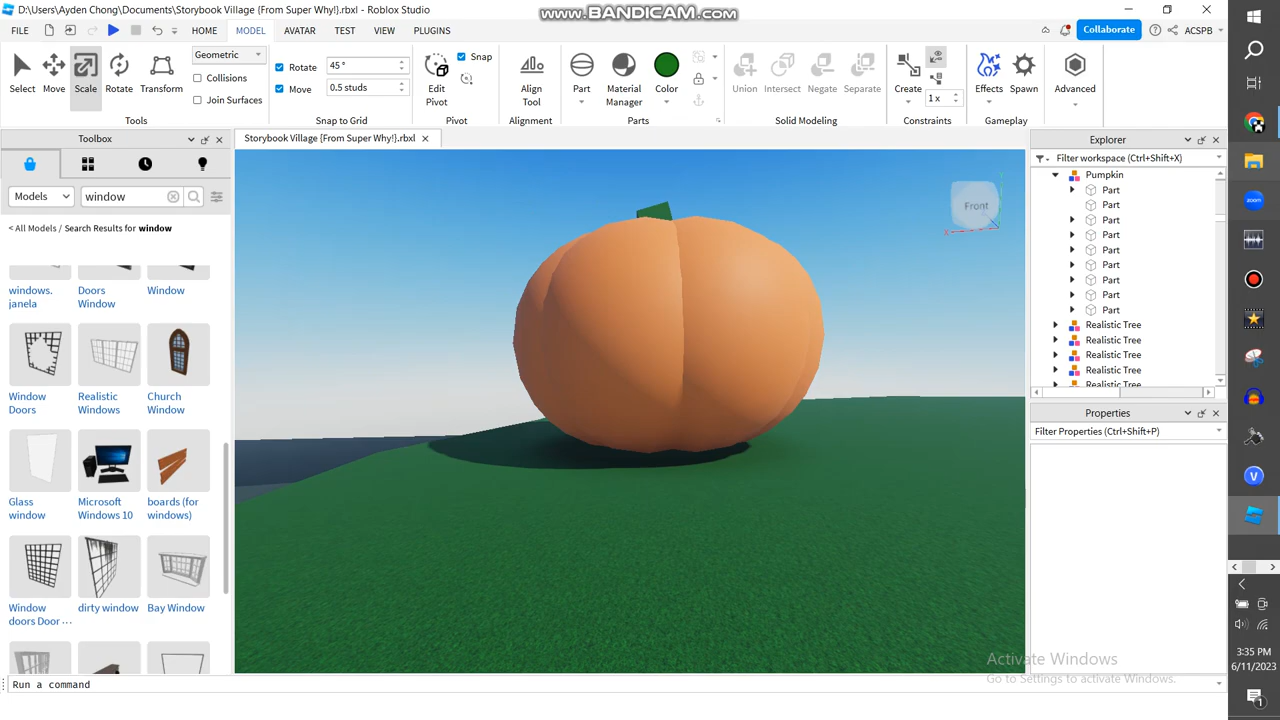 D:\Users\Ayden Chong\Documents\Storybook Village {From Super Why!}.rbxl - Roblox Studio
www.BANDICAM.com
FILE HOME MODEL AVATAR TEST VIEW PLUGINS
Collaborate ACSPB
Select Move Scale Rotate Transform
Geometric
Collisions
Join Surfaces
Tools
Rotate 45 °
Move 0.5 studs
Snap to Grid
Edit Pivot
Snap
Pivot
Align Tool
Alignment
Part Material Manager Color
Parts
Union Intersect Negate Separate
Solid Modeling
Create 1 x
Constraints
Effects Spawn
Gameplay
Advanced
Toolbox
Models window
< All Models / Search Results for window
windows. janela
Doors Window
Window
Window Doors
Realistic Windows
Church Window
Glass window
Microsoft Windows 10
boards (for windows)
Window doors Door ...
dirty window
Bay Window
Storybook Village {From Super Why!}.rbxl
Front
Explorer
Filter workspace (Ctrl+Shift+X)
Pumpkin
Part
Part
Part
Part
Part
Part
Part
Part
Part
Realistic Tree
Realistic Tree
Realistic Tree
Realistic Tree
Realistic Tree
Properties
Filter Properties (Ctrl+Shift+P)
Activate Windows
Go to Settings to activate Windows.
Run a command
zoom
V
3:35 PM
6/11/2023
1